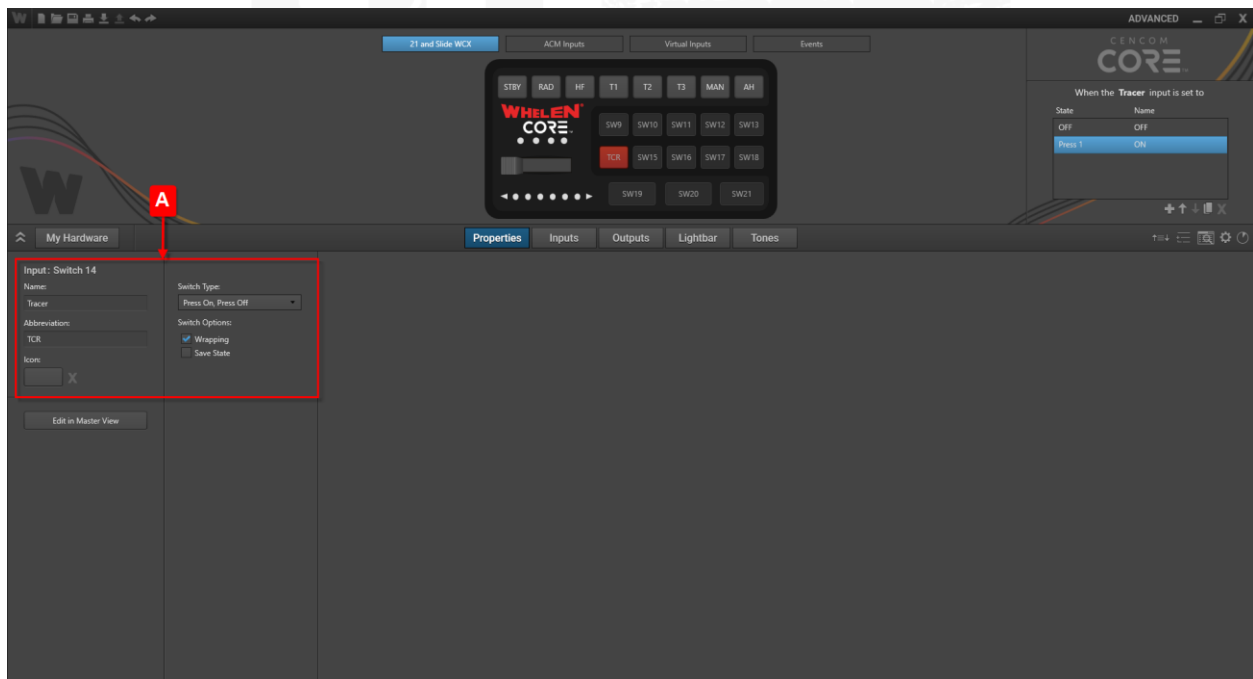 W ADVANCED X
21 and Slide WCX ACM Inputs Virtual Inputs Events
CENCOM
CORE™
When the Tracer input is set to
State Name
OFF OFF
Press 1 ON
STBY RAD HF T1 T2 T3 MAN AH
WHELEN®
CORE™
SW9 SW10 SW11 SW12 SW13
TCR SW15 SW16 SW17 SW18
SW19 SW20 SW21
W
A
X
My Hardware Properties Inputs Outputs Lightbar Tones
Input: Switch 14
Name:
Tracer
Abbreviation:
TCR
Icon:
X
Switch Type:
Press On, Press Off
Switch Options:
Wrapping
Save State
Edit in Master View